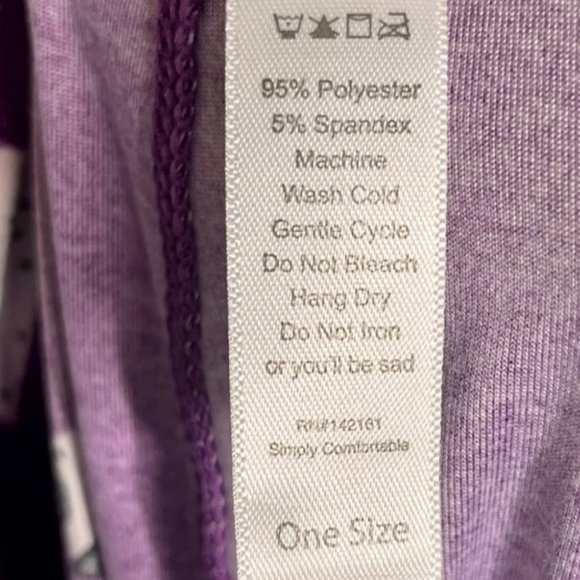 95% Polyester
5% Spandex
Machine
Wash Cold
Gentle Cycle
Do Not Bleach
Hang Dry
Do Not Iron
or you'll be sad
RN#142161
Simply Comfortable
One Size